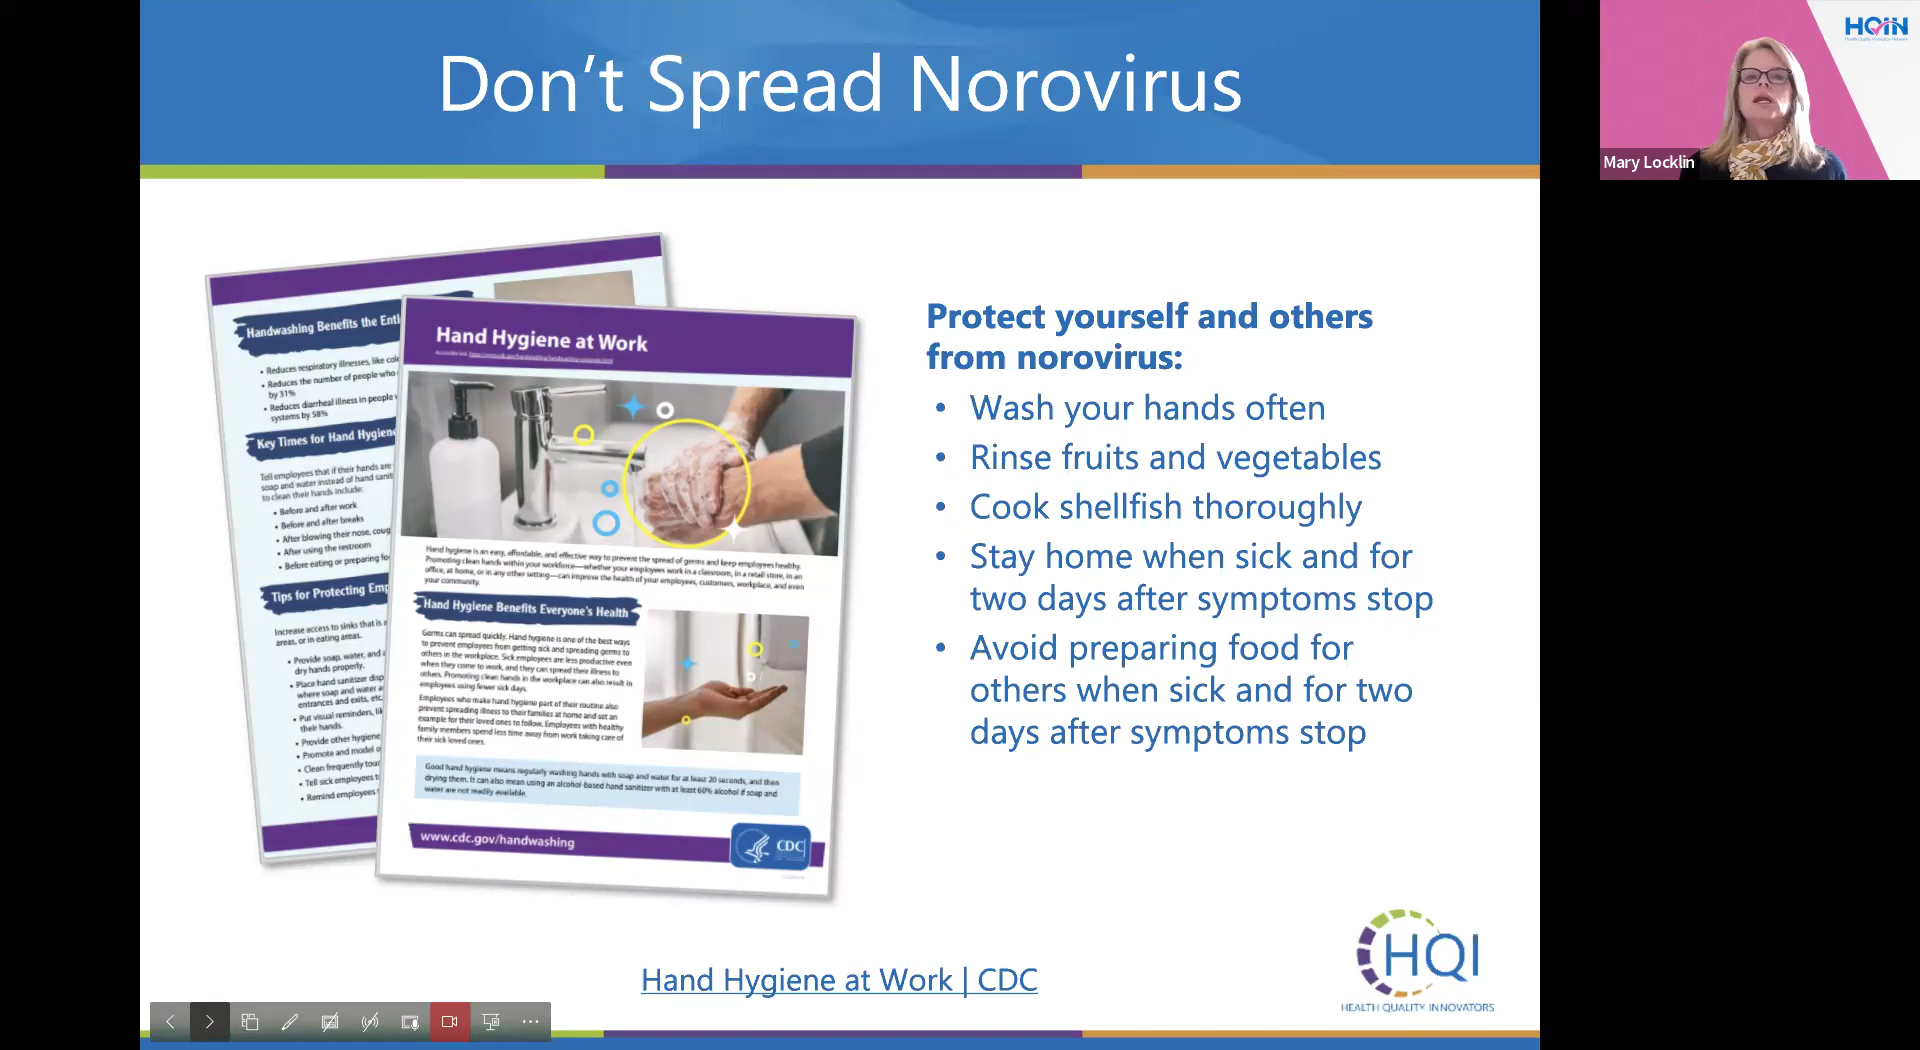 Don't Spread Norovirus
HQIN
Mary Locklin
Handwashing Benefits the Enti
• Reduces respiratory illnesses, like col
• Reduces the number of people who
by 31%
• Reduces diarrheal illness in people
systems by 58%
Key Times for Hand Hygiene
Tell employees that if their hands are
soap and water instead of hand sani
to clean their hands include:
• Before and after work
• Before and after breaks
• After blowing their nose, coug
• After using the restroom
• Before eating or preparing fo
Tips for Protecting Emp
Increase access to sinks that is a
areas, or in eating areas.
• Provide soap, water, and
dry hands properly.
• Place hand sanitizer disp
where soap and water
entrances and exits, etc.
• Put visual reminders, li
their hands.
• Provide other hygiene
• Promote and model
• Clean frequently touc
• Tell sick employees t
• Remind employees
Hand Hygiene at Work
Hand hygiene is an easy, affordable, and effective way to prevent the spread of germs and keep employees healthy.
Promoting clean hands within your workforce—whether your employees work in a classroom, in a retail store, in an
office, at home, or in any other setting—can improve the health of your employees, customers, workplace, and even
your community.
Hand Hygiene Benefits Everyone's Health
Germs can spread quickly. Hand hygiene is one of the best ways
to prevent employees from getting sick and spreading germs to
others in the workplace. Sick employees are less productive even
when they come to work, and they can spread their illness to
others. Promoting clean hands in the workplace can also result in
employees using fewer sick days.
Employees who make hand hygiene part of their routine also
prevent spreading illness to their families at home and set an
example for their loved ones to follow. Employees with healthy
family members spend less time away from work taking care of
their sick loved ones.
Good hand hygiene means regularly washing hands with soap and water for at least 20 seconds, and then
drying them. It can also mean using an alcohol-based hand sanitizer with at least 60% alcohol if soap and
water are not readily available.
www.cdc.gov/handwashing
CDC
Protect yourself and others
from norovirus:
• Wash your hands often
• Rinse fruits and vegetables
• Cook shellfish thoroughly
• Stay home when sick and for
two days after symptoms stop
• Avoid preparing food for
others when sick and for two
days after symptoms stop
Hand Hygiene at Work | CDC
HQI
HEALTH QUALITY INNOVATORS